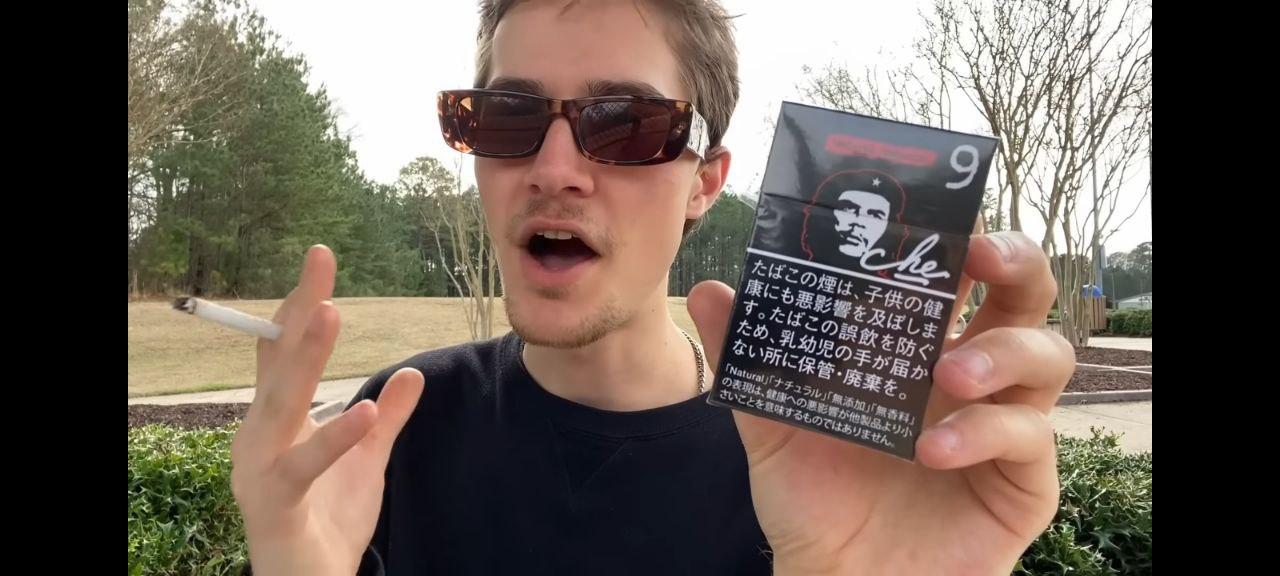 9
che
たばこの煙は、子供の健
康にも悪影響を及ぼしま
す。たばこの誤飲を防ぐ
ため、乳幼児の手が届か
ない所に保管・廃棄を。
「Natural」「ナチュラル」「無添加」「無香料」
の表現は、健康への悪影響が他製品より小
さいことを意味するものではありません。